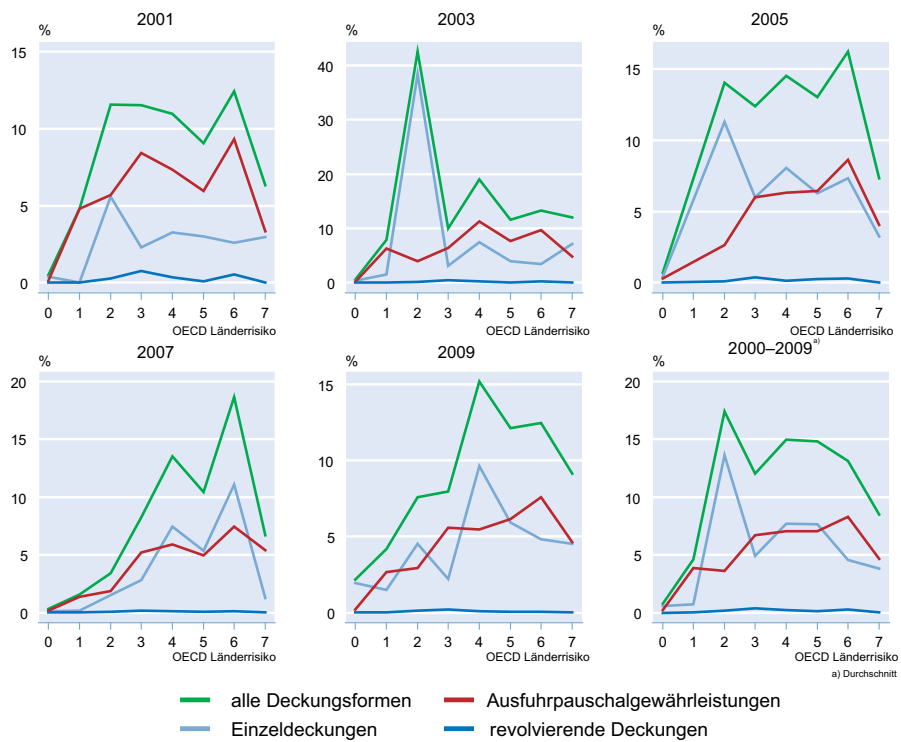 2001
%
15
10
5
0
0 1 2 3 4 5 6 7
OECD Länderrisiko
2003
%
40
30
20
10
0
0 1 2 3 4 5 6 7
OECD Länderrisiko
2005
%
15
10
5
0
0 1 2 3 4 5 6 7
OECD Länderrisiko
2007
%
20
15
10
5
0
0 1 2 3 4 5 6 7
OECD Länderrisiko
2009
%
15
10
5
0
0 1 2 3 4 5 6 7
OECD Länderrisiko
2000–2009 a)
%
20
15
10
5
0
0 1 2 3 4 5 6 7
OECD Länderrisiko
a) Durchschnitt
alle Deckungsformen
Ausfuhrpauschalgewährleistungen
Einzeldeckungen
revolvierende Deckungen